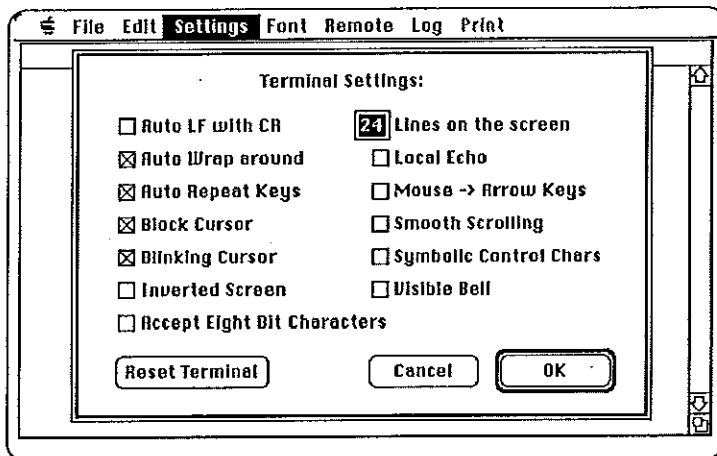 File Edit Settings Font Remote Log Print
Terminal Settings:
Auto LF with CR
24 Lines on the screen
Auto Wrap around
Local Echo
Auto Repeat Keys
Mouse -> Arrow Keys
Block Cursor
Smooth Scrolling
Blinking Cursor
Symbolic Control Chars
Inverted Screen
Visible Bell
Accept Eight Bit Characters
Reset Terminal
Cancel
OK